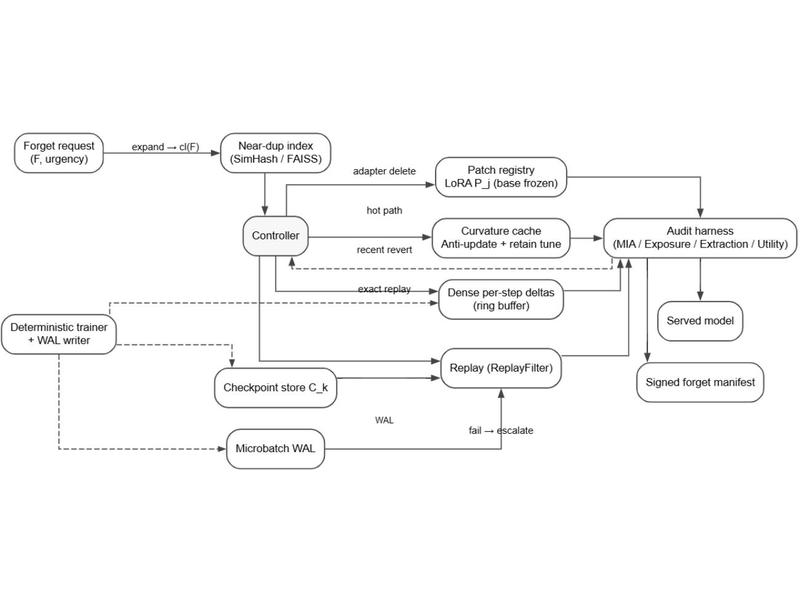 Forget request
(F, urgency)
expand → cl(F)
Near-dup index
(SimHash / FAISS)
adapter delete
Patch registry
LoRA P_j (base frozen)
hot path
Controller
Curvature cache
Anti-update + retain tune
Audit harness
(MIA / Exposure / Extraction / Utility)
recent revert
exact replay
Dense per-step deltas
(ring buffer)
Deterministic trainer
+ WAL writer
Served model
Replay (ReplayFilter)
Checkpoint store C_k
Signed forget manifest
WAL
fail → escalate
Microbatch WAL